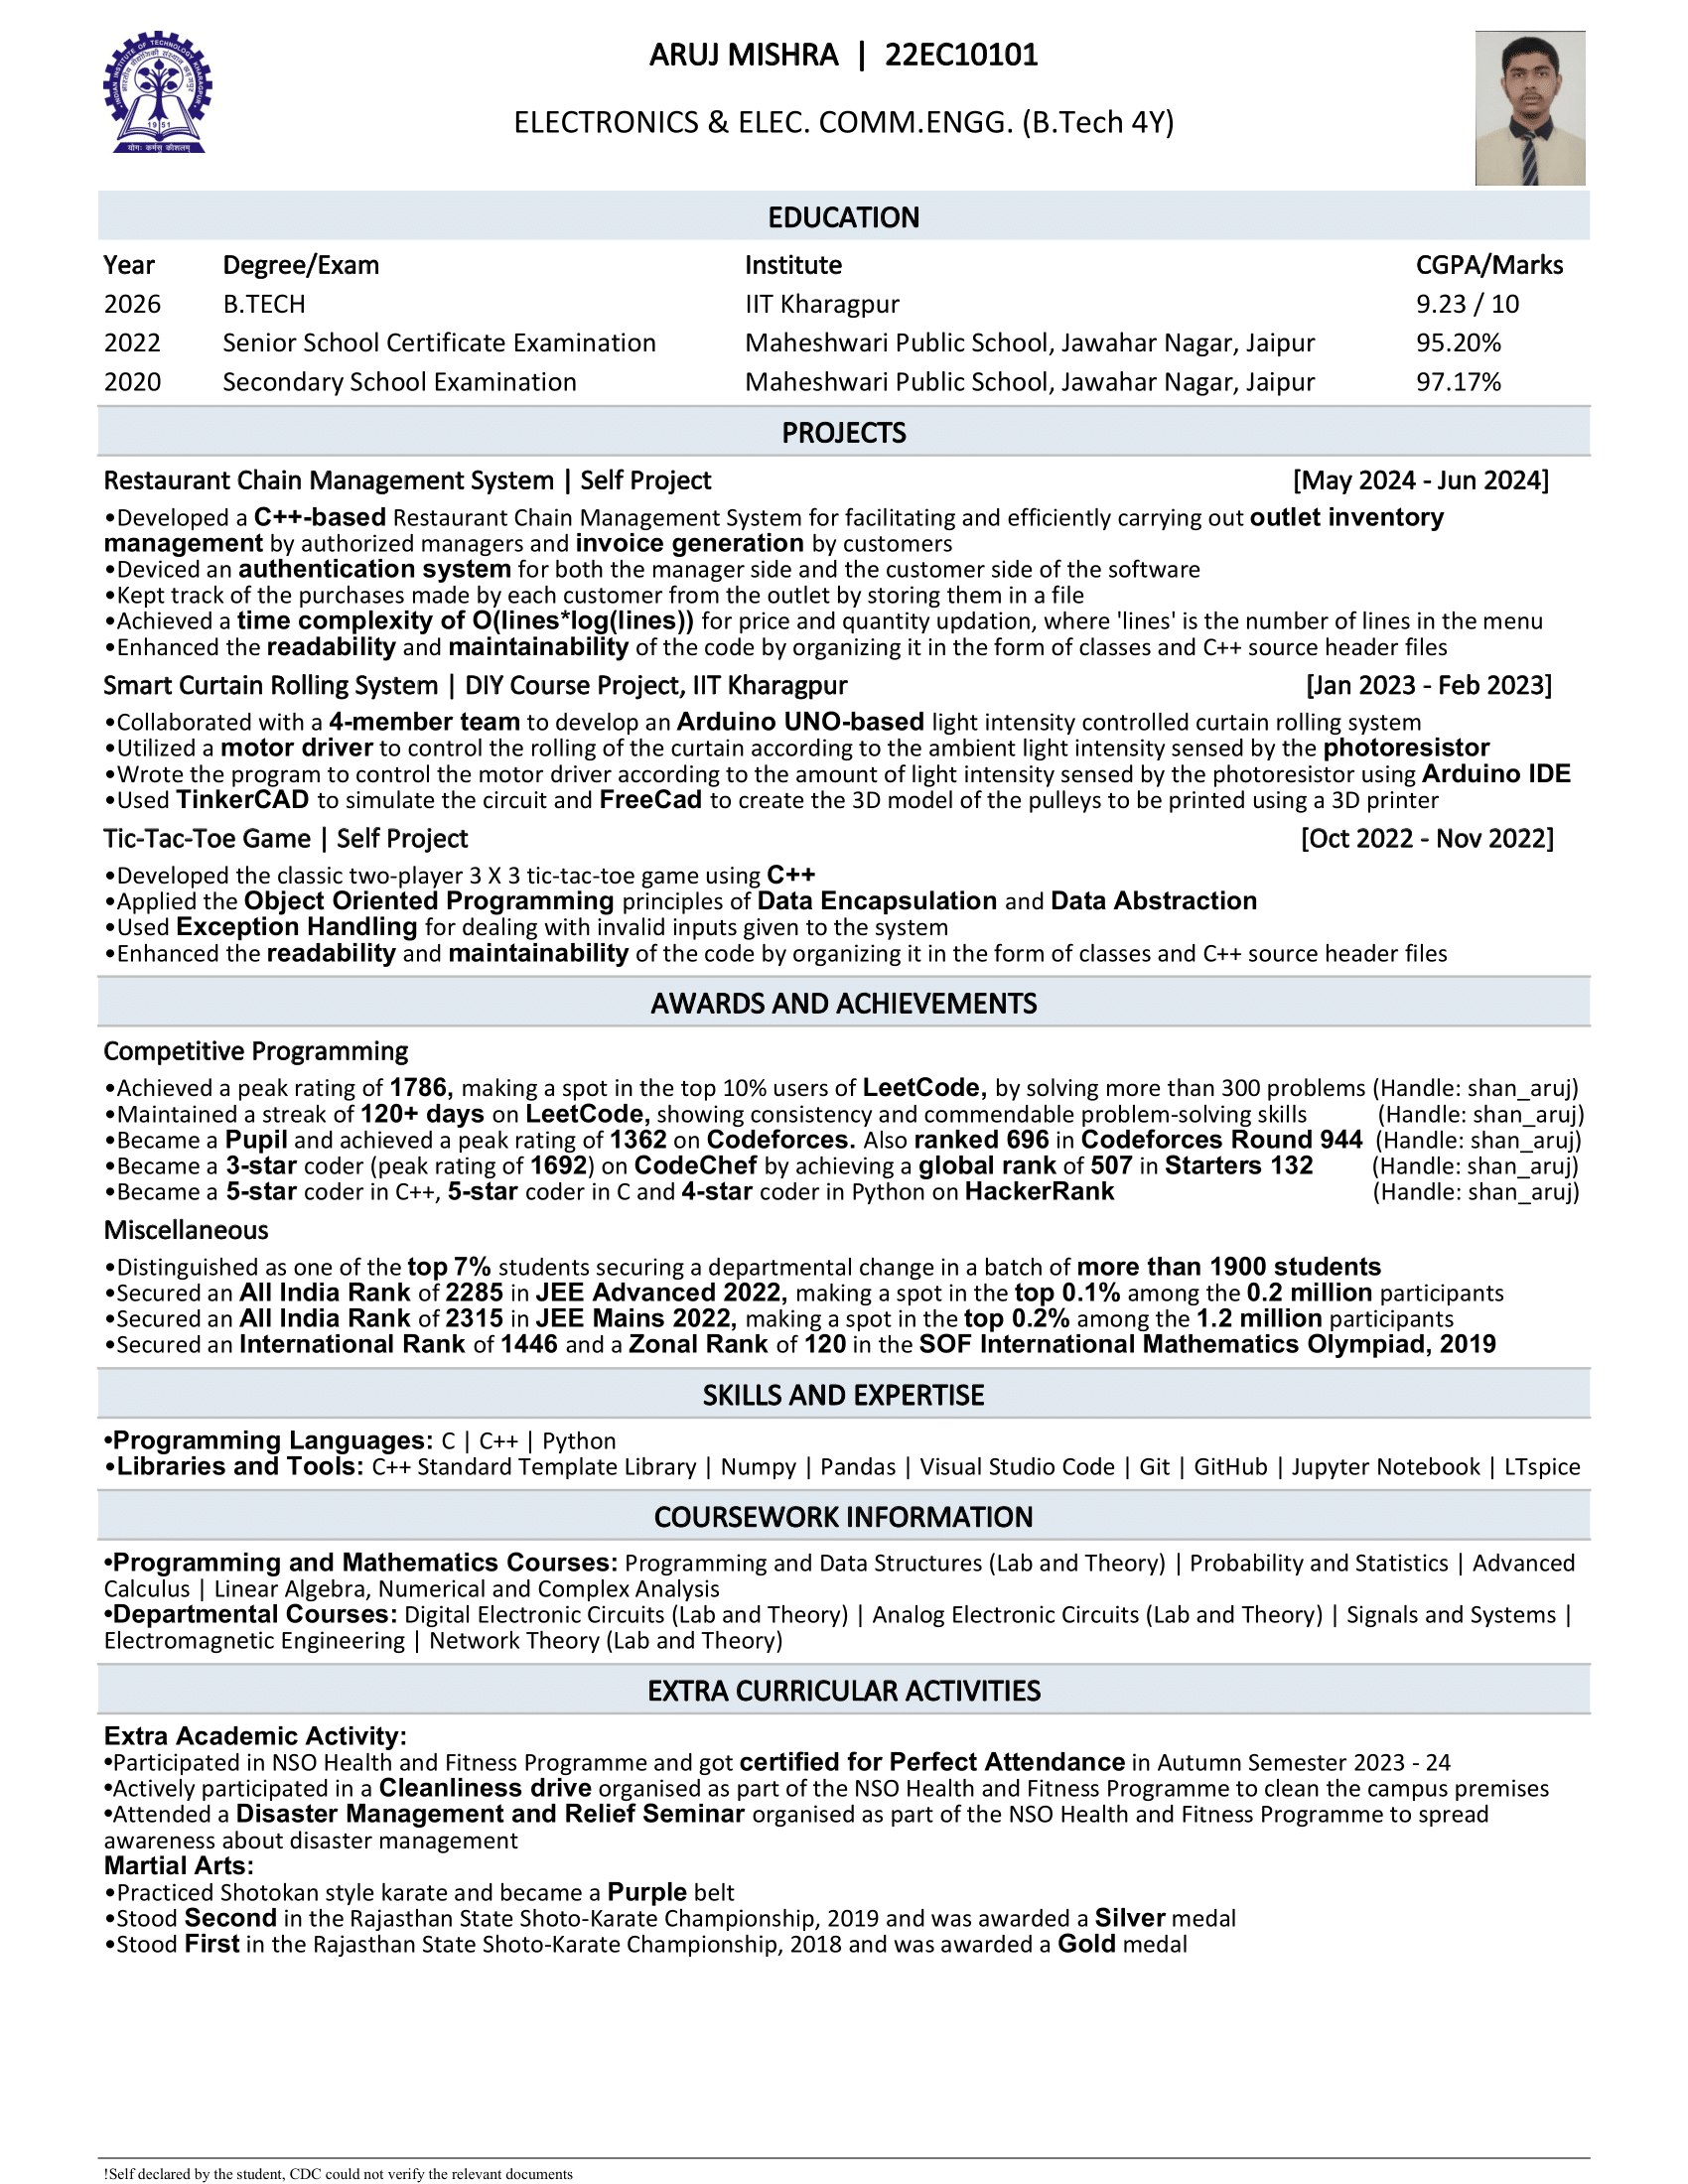 INDIAN INSTITUTE OF TECHNOLOGY KHARAGPUR
1951
योगः कर्मसु कौशलम्
ARUJ MISHRA | 22EC10101
ELECTRONICS & ELEC. COMM.ENGG. (B.Tech 4Y)
EDUCATION
Year Degree/Exam Institute CGPA/Marks
2026 B.TECH IIT Kharagpur 9.23 / 10
2022 Senior School Certificate Examination Maheshwari Public School, Jawahar Nagar, Jaipur 95.20%
2020 Secondary School Examination Maheshwari Public School, Jawahar Nagar, Jaipur 97.17%
PROJECTS
Restaurant Chain Management System | Self Project [May 2024 - Jun 2024]
•Developed a C++-based Restaurant Chain Management System for facilitating and efficiently carrying out outlet inventory
management by authorized managers and invoice generation by customers
•Deviced an authentication system for both the manager side and the customer side of the software
•Kept track of the purchases made by each customer from the outlet by storing them in a file
•Achieved a time complexity of O(lines*log(lines)) for price and quantity updation, where 'lines' is the number of lines in the menu
•Enhanced the readability and maintainability of the code by organizing it in the form of classes and C++ source header files
Smart Curtain Rolling System | DIY Course Project, IIT Kharagpur [Jan 2023 - Feb 2023]
•Collaborated with a 4-member team to develop an Arduino UNO-based light intensity controlled curtain rolling system
•Utilized a motor driver to control the rolling of the curtain according to the ambient light intensity sensed by the photoresistor
•Wrote the program to control the motor driver according to the amount of light intensity sensed by the photoresistor using Arduino IDE
•Used TinkerCAD to simulate the circuit and FreeCad to create the 3D model of the pulleys to be printed using a 3D printer
Tic-Tac-Toe Game | Self Project [Oct 2022 - Nov 2022]
•Developed the classic two-player 3 X 3 tic-tac-toe game using C++
•Applied the Object Oriented Programming principles of Data Encapsulation and Data Abstraction
•Used Exception Handling for dealing with invalid inputs given to the system
•Enhanced the readability and maintainability of the code by organizing it in the form of classes and C++ source header files
AWARDS AND ACHIEVEMENTS
Competitive Programming
•Achieved a peak rating of 1786, making a spot in the top 10% users of LeetCode, by solving more than 300 problems (Handle: shan_aruj)
•Maintained a streak of 120+ days on LeetCode, showing consistency and commendable problem-solving skills (Handle: shan_aruj)
•Became a Pupil and achieved a peak rating of 1362 on Codeforces. Also ranked 696 in Codeforces Round 944 (Handle: shan_aruj)
•Became a 3-star coder (peak rating of 1692) on CodeChef by achieving a global rank of 507 in Starters 132 (Handle: shan_aruj)
•Became a 5-star coder in C++, 5-star coder in C and 4-star coder in Python on HackerRank (Handle: shan_aruj)
Miscellaneous
•Distinguished as one of the top 7% students securing a departmental change in a batch of more than 1900 students
•Secured an All India Rank of 2285 in JEE Advanced 2022, making a spot in the top 0.1% among the 0.2 million participants
•Secured an All India Rank of 2315 in JEE Mains 2022, making a spot in the top 0.2% among the 1.2 million participants
•Secured an International Rank of 1446 and a Zonal Rank of 120 in the SOF International Mathematics Olympiad, 2019
SKILLS AND EXPERTISE
•Programming Languages: C | C++ | Python
•Libraries and Tools: C++ Standard Template Library | Numpy | Pandas | Visual Studio Code | Git | GitHub | Jupyter Notebook | LTspice
COURSEWORK INFORMATION
•Programming and Mathematics Courses: Programming and Data Structures (Lab and Theory) | Probability and Statistics | Advanced
Calculus | Linear Algebra, Numerical and Complex Analysis
•Departmental Courses: Digital Electronic Circuits (Lab and Theory) | Analog Electronic Circuits (Lab and Theory) | Signals and Systems |
Electromagnetic Engineering | Network Theory (Lab and Theory)
EXTRA CURRICULAR ACTIVITIES
Extra Academic Activity:
•Participated in NSO Health and Fitness Programme and got certified for Perfect Attendance in Autumn Semester 2023 - 24
•Actively participated in a Cleanliness drive organised as part of the NSO Health and Fitness Programme to clean the campus premises
•Attended a Disaster Management and Relief Seminar organised as part of the NSO Health and Fitness Programme to spread
awareness about disaster management
Martial Arts:
•Practiced Shotokan style karate and became a Purple belt
•Stood Second in the Rajasthan State Shoto-Karate Championship, 2019 and was awarded a Silver medal
•Stood First in the Rajasthan State Shoto-Karate Championship, 2018 and was awarded a Gold medal
!Self declared by the student, CDC could not verify the relevant documents